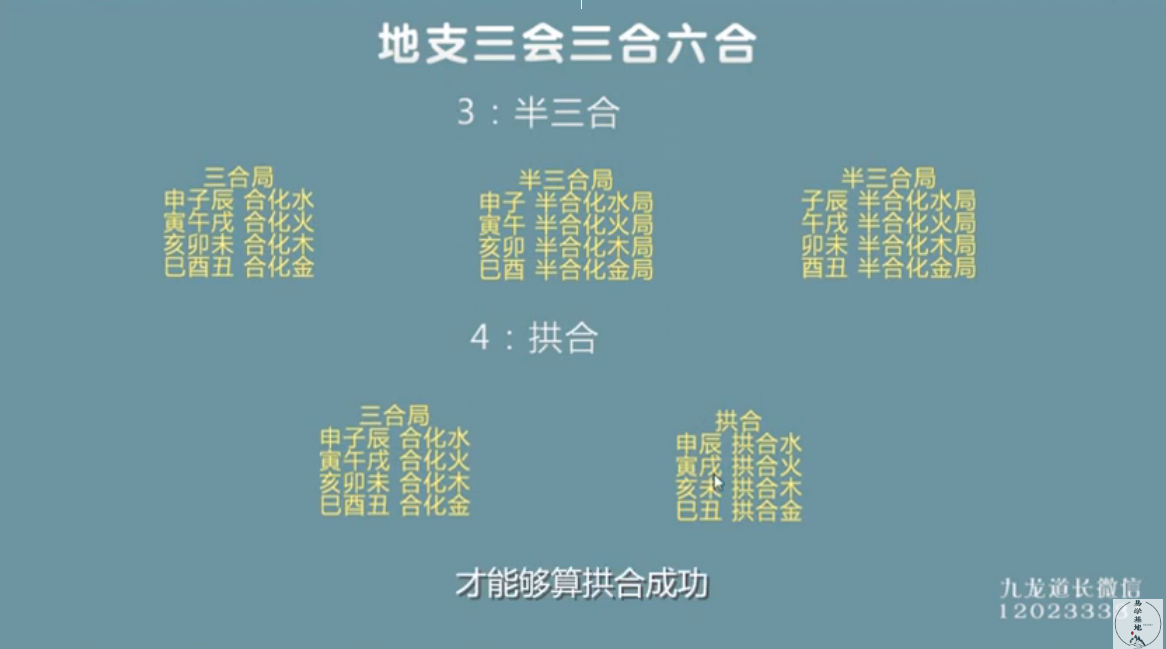 地支三会三合六合
3：半三合
三合局
申子辰 合化水
寅午戌 合化火
亥卯未 合化木
巳酉丑 合化金
半三合局
申子 半合化水局
寅午 半合化火局
亥卯 半合化木局
巳酉 半合化金局
半三合局
子辰 半合化水局
午戌 半合化火局
卯未 半合化木局
酉丑 半合化金局
4：拱合
三合局
申子辰 合化水
寅午戌 合化火
亥卯未 合化木
巳酉丑 合化金
拱合
申辰 拱合水
寅戌 拱合火
亥未 拱合木
巳丑 拱合金
才能够算拱合成功
九龙道长微信
1202333
易学基地